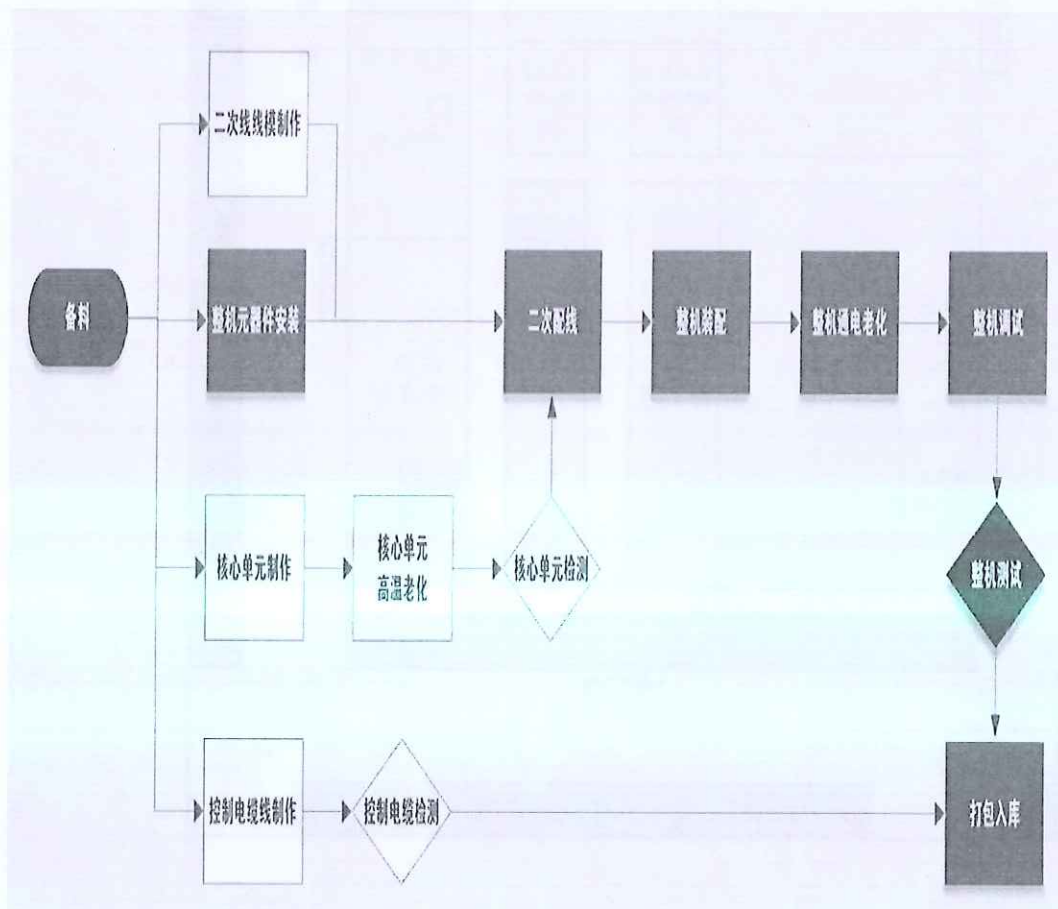 二次线线模制作
备料
整机元器件安装
二次配线
整机装配
整机通电老化
整机调试
核心单元制作
核心单元
高温老化
核心单元检测
整机测试
控制电缆线制作
控制电缆检测
打包入库